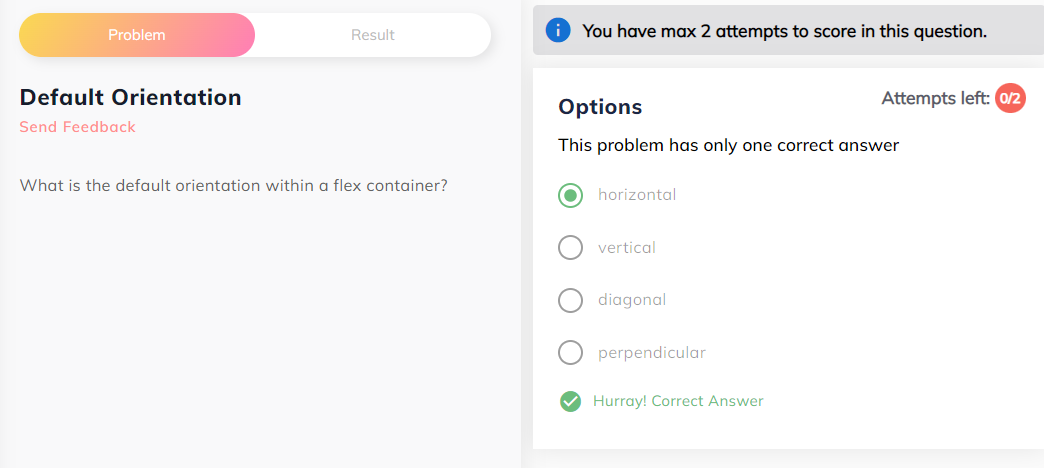 Problem
Result
Default Orientation
Send Feedback
What is the default orientation within a flex container?
You have max 2 attempts to score in this question.
Options
Attempts left: 0/2
This problem has only one correct answer
horizontal
vertical
diagonal
perpendicular
Hurray! Correct Answer